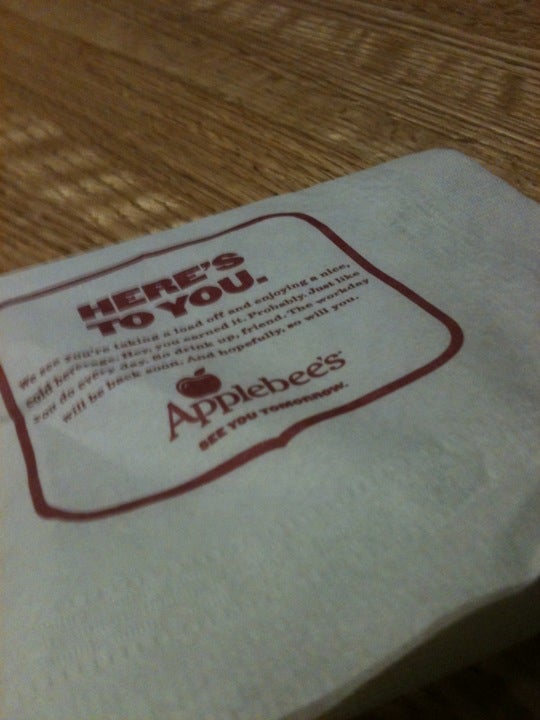 HERE'S
TO YOU.
We see you're taking a load off and enjoying a nice,
cold beverage. Hey, you earned it. Probably. Just like
you do every day. So drink up, friend. The workday
will be back soon. And hopefully, so will you.
Applebee's
SEE YOU TOMORROW.